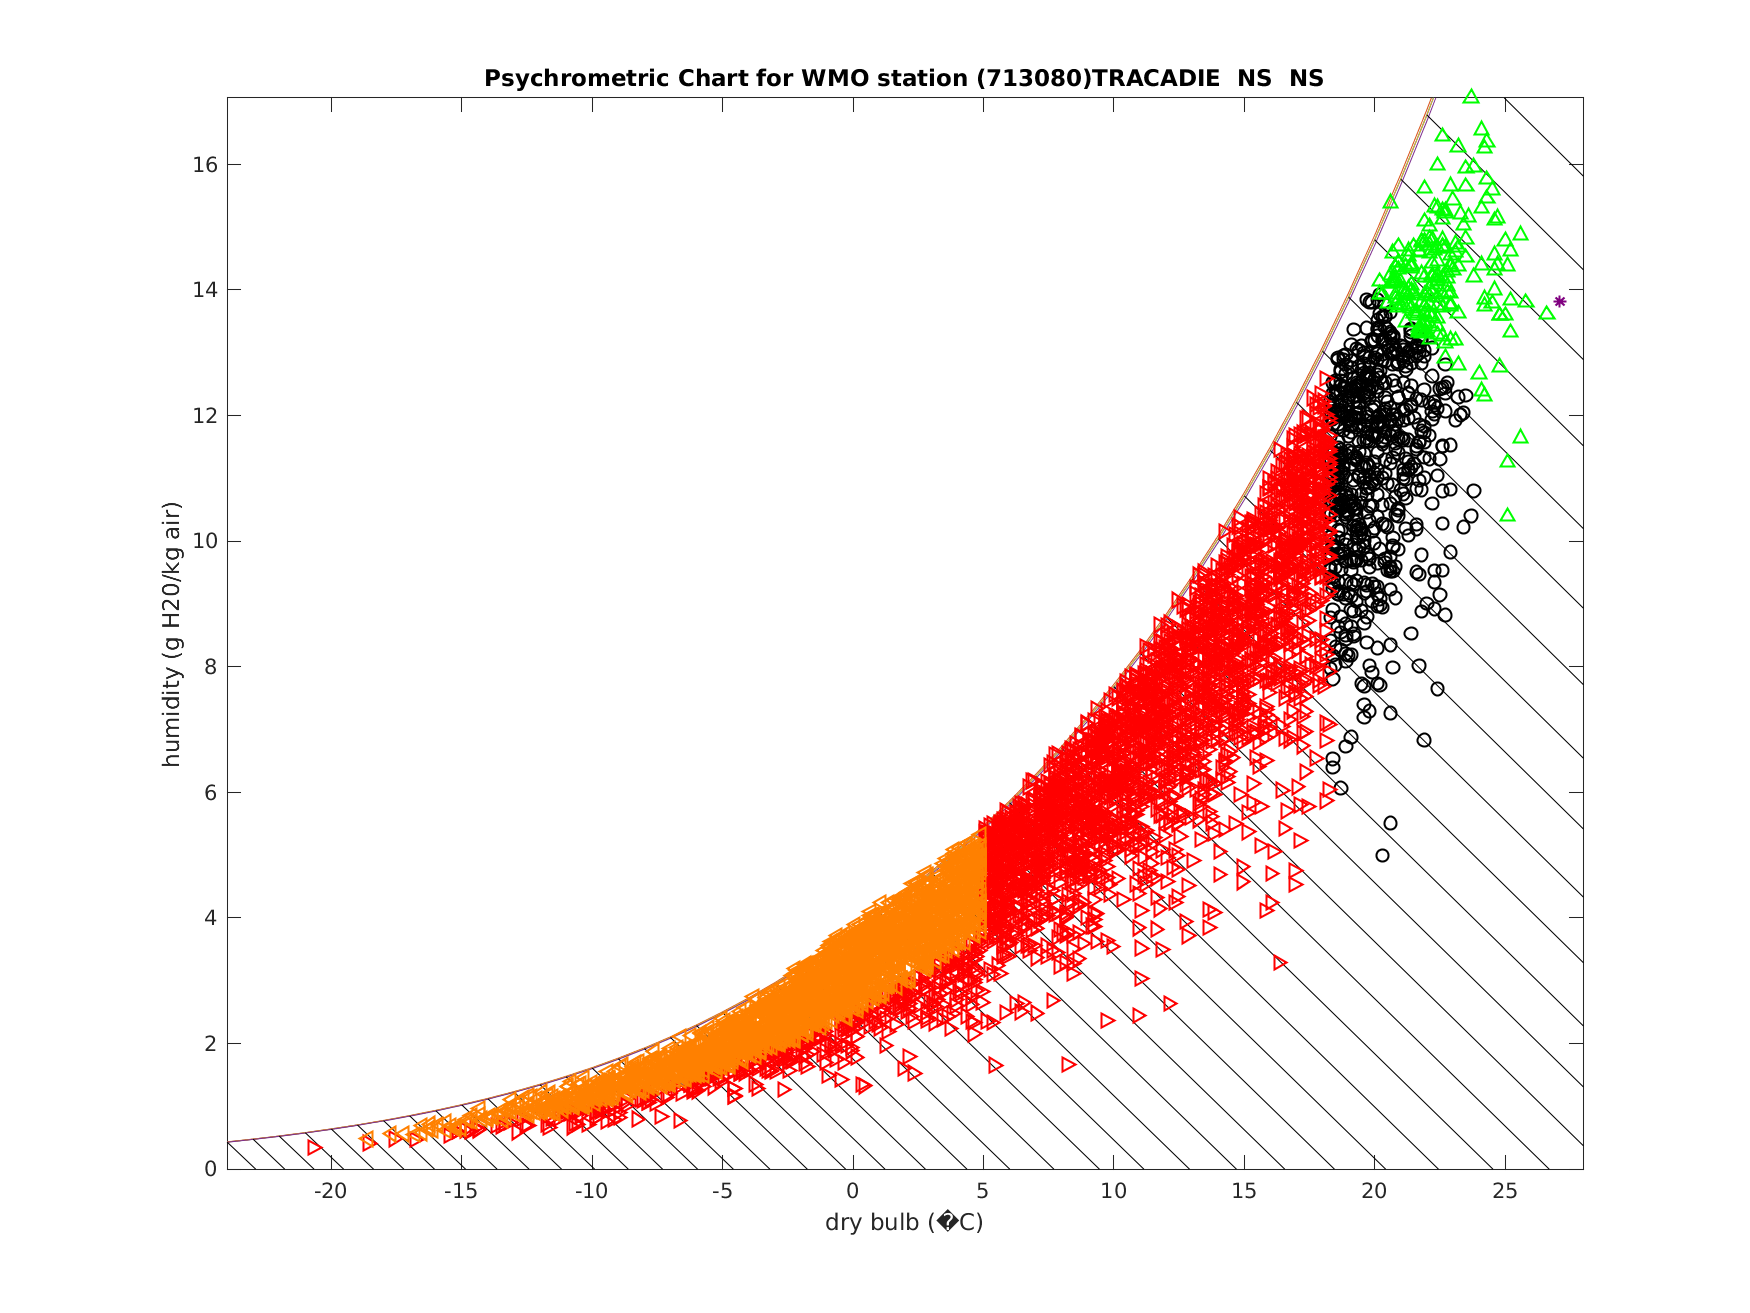 Psychrometric Chart for WMO station (713080)TRACADIE  NS  NS
humidity (g H20/kg air)
16
14
12
10
8
6
4
2
0
-20 -15 -10 -5 0 5 10 15 20 25
dry bulb (�C)